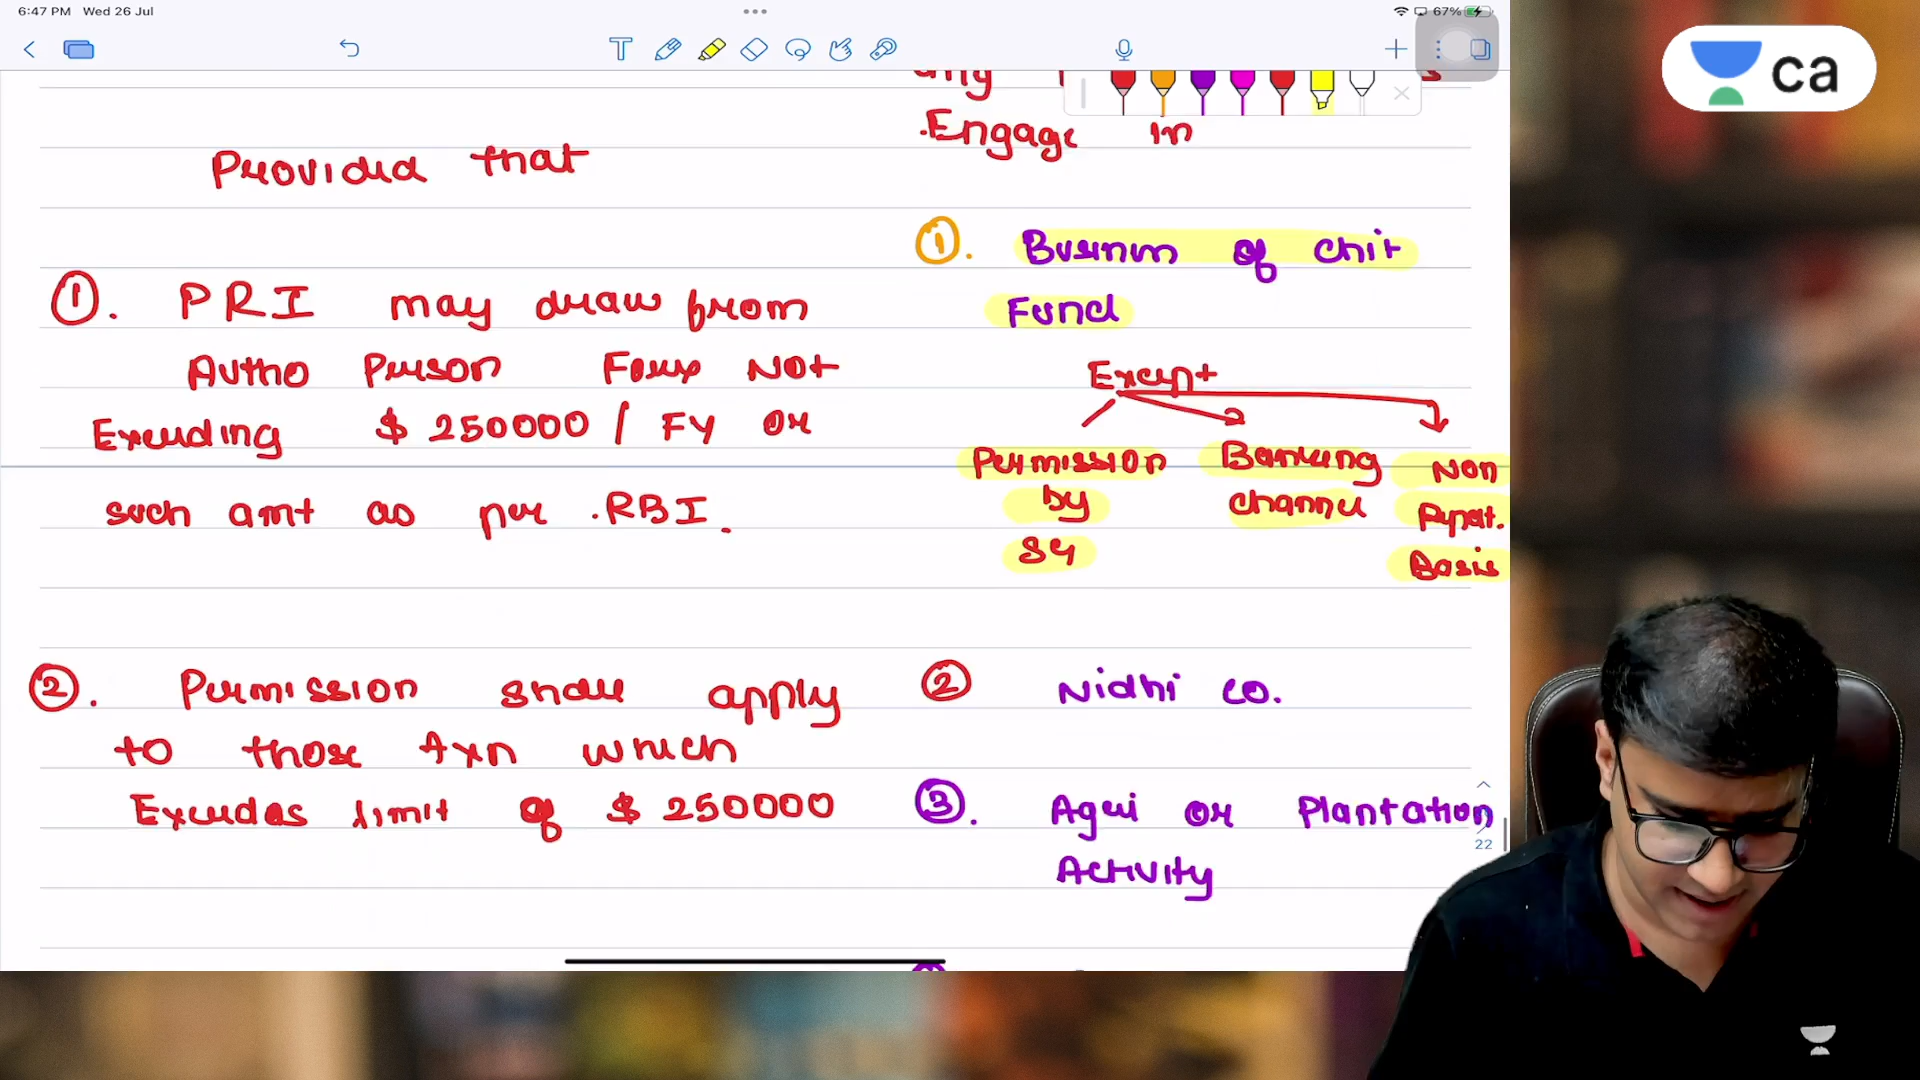 6:47 PM Wed 26 Jul
67%
ca
Engage in
Provided that
①. PRI may draw from
Autho Person Forex Not
Exceeding $ 250000 / FY or
such amt as per RBI.
②. Permission shall apply
to those txn which
Exceedes limit of $ 250000
①. Business of chit
Fund
Except
Permission
by
SG
Banking
channel
Non
Repat.
Basis
② Nidhi co.
③. Agri or Plantation
Activity
22